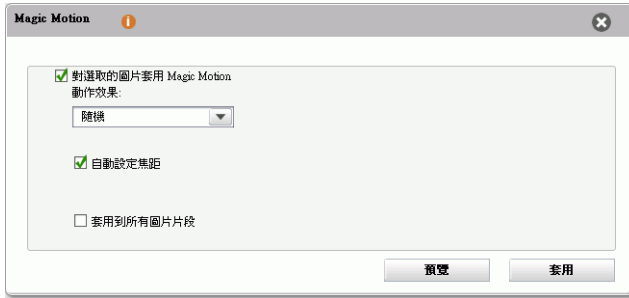 Magic Motion
對選取的圖片套用 Magic Motion
動作效果:
隨機
自動設定焦距
套用到所有圖片片段
預覽 套用